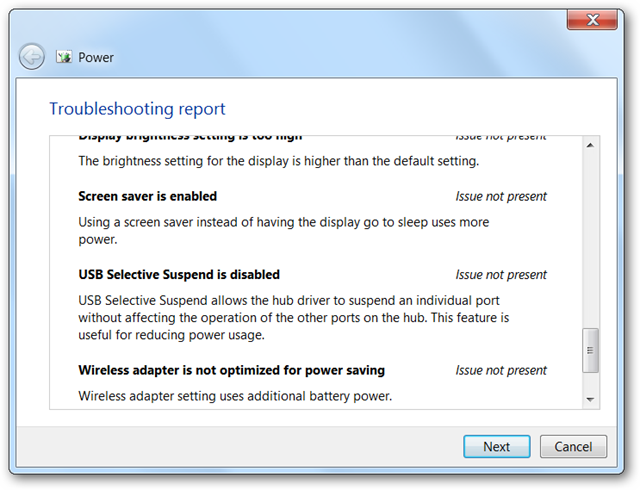 Power
Troubleshooting report
Display brightness setting is too high Issue not present
The brightness setting for the display is higher than the default setting.
Screen saver is enabled Issue not present
Using a screen saver instead of having the display go to sleep uses more
power.
USB Selective Suspend is disabled Issue not present
USB Selective Suspend allows the hub driver to suspend an individual port
without affecting the operation of the other ports on the hub. This feature is
useful for reducing power usage.
Wireless adapter is not optimized for power saving Issue not present
Wireless adapter setting uses additional battery power.
Next Cancel